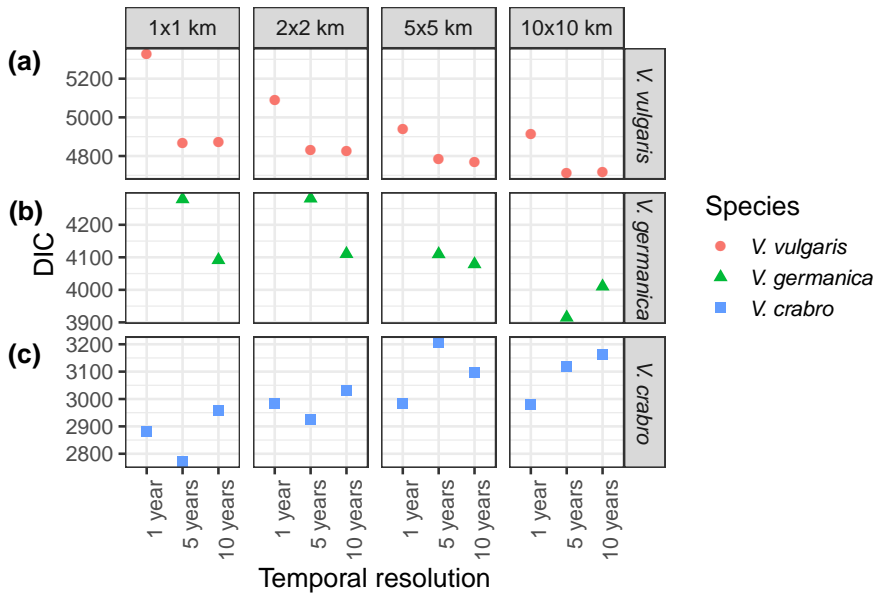 1x1 km
2x2 km
5x5 km
10x10 km
(a)
5200
5000
4800
V. vulgaris
(b)
4200
4100
4000
3900
V. germanica
(c)
3200
3100
3000
2900
2800
V. crabro
DIC
1 year
5 years
10 years
1 year
5 years
10 years
1 year
5 years
10 years
1 year
5 years
10 years
Temporal resolution
Species
V. vulgaris
V. germanica
V. crabro